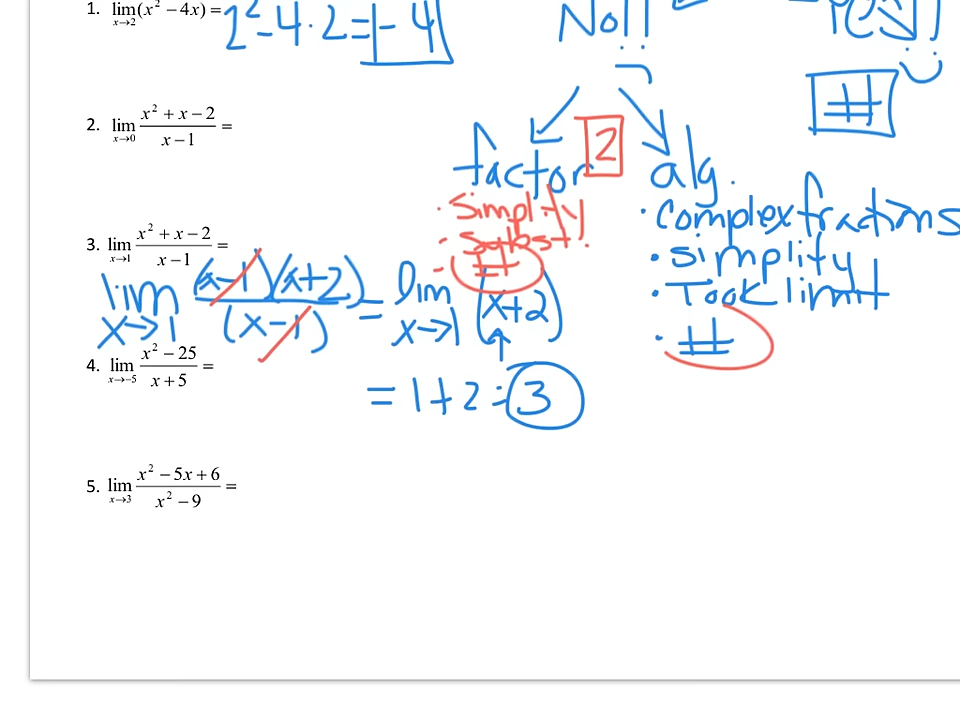 1. lim x→2 (x² − 4x) = 2² − 4 · 2 = −4
No!!
YES!
#
2. lim x→0 (x² + x − 2)/(x − 1) =
factor
2
alg.
· Simplify
· Subst!
- #
· complex fractions
· simplify
· Took limit
· #
3. lim x→1 (x² + x − 2)/(x − 1) =
lim x→1 (x−1)(x+2)/(x−1) = lim x→1 (x+2)
= 1+2 = 3
4. lim x→−5 (x² − 25)/(x + 5) =
5. lim x→3 (x² − 5x + 6)/(x² − 9) =